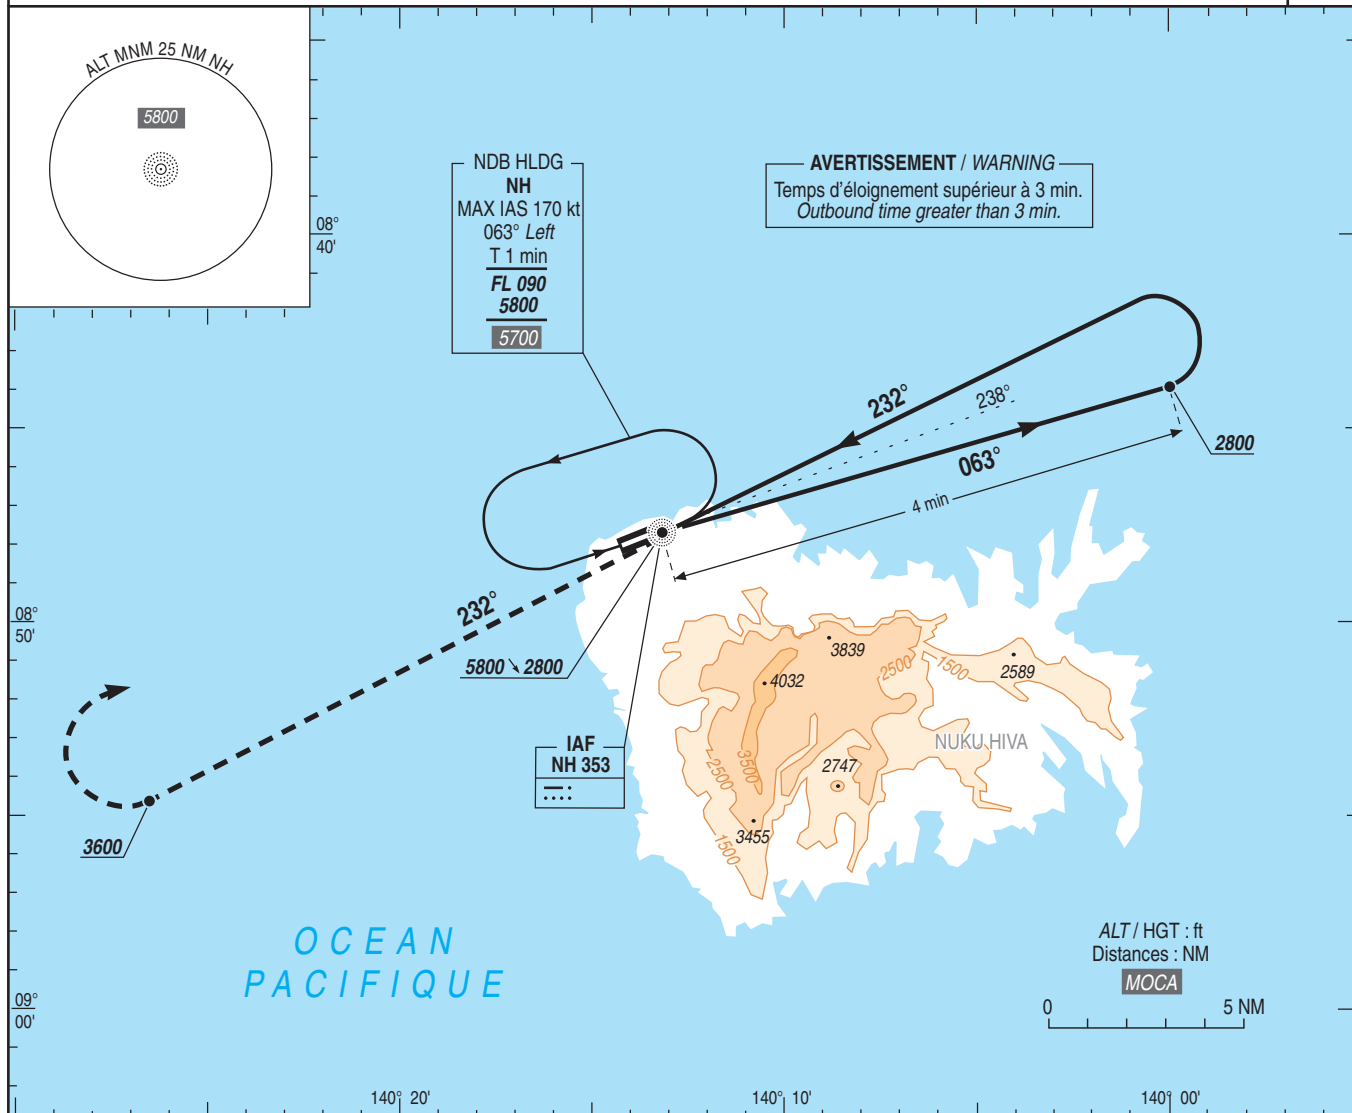 ALT MNM 25 NM NH
5800
NDB HLDG
NH
MAX IAS 170 kt
063° Left
T 1 min
FL 090
5800
5700
AVERTISSEMENT / WARNING
Temps d'éloignement supérieur à 3 min.
Outbound time greater than 3 min.
08°
40'
232°
238°
063°
2800
4 min
232°
08°
50'
5800 ↘ 2800
3839
2500
1500
2589
4032
NUKU HIVA
IAF
NH 353
2500
3500
2747
3455
1500
3600
OCEAN
PACIFIQUE
ALT / HGT : ft
Distances : NM
MOCA
0 5 NM
09°
00'
140° 20'
140° 10'
140° 00'